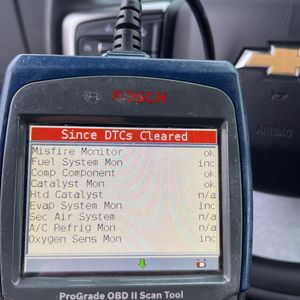 BOSCH
Since DTCs Cleared
Misfire Monitor ok
Fuel System Mon inc
Comp Component ok
Catalyst Mon ok
Htd Catalyst n/a
Evap System Mon inc
Sec Air System n/a
A/C Refrig Mon n/a
Oxygen Sens Mon inc
ProGrade OBD II Scan Tool
AIRBAG